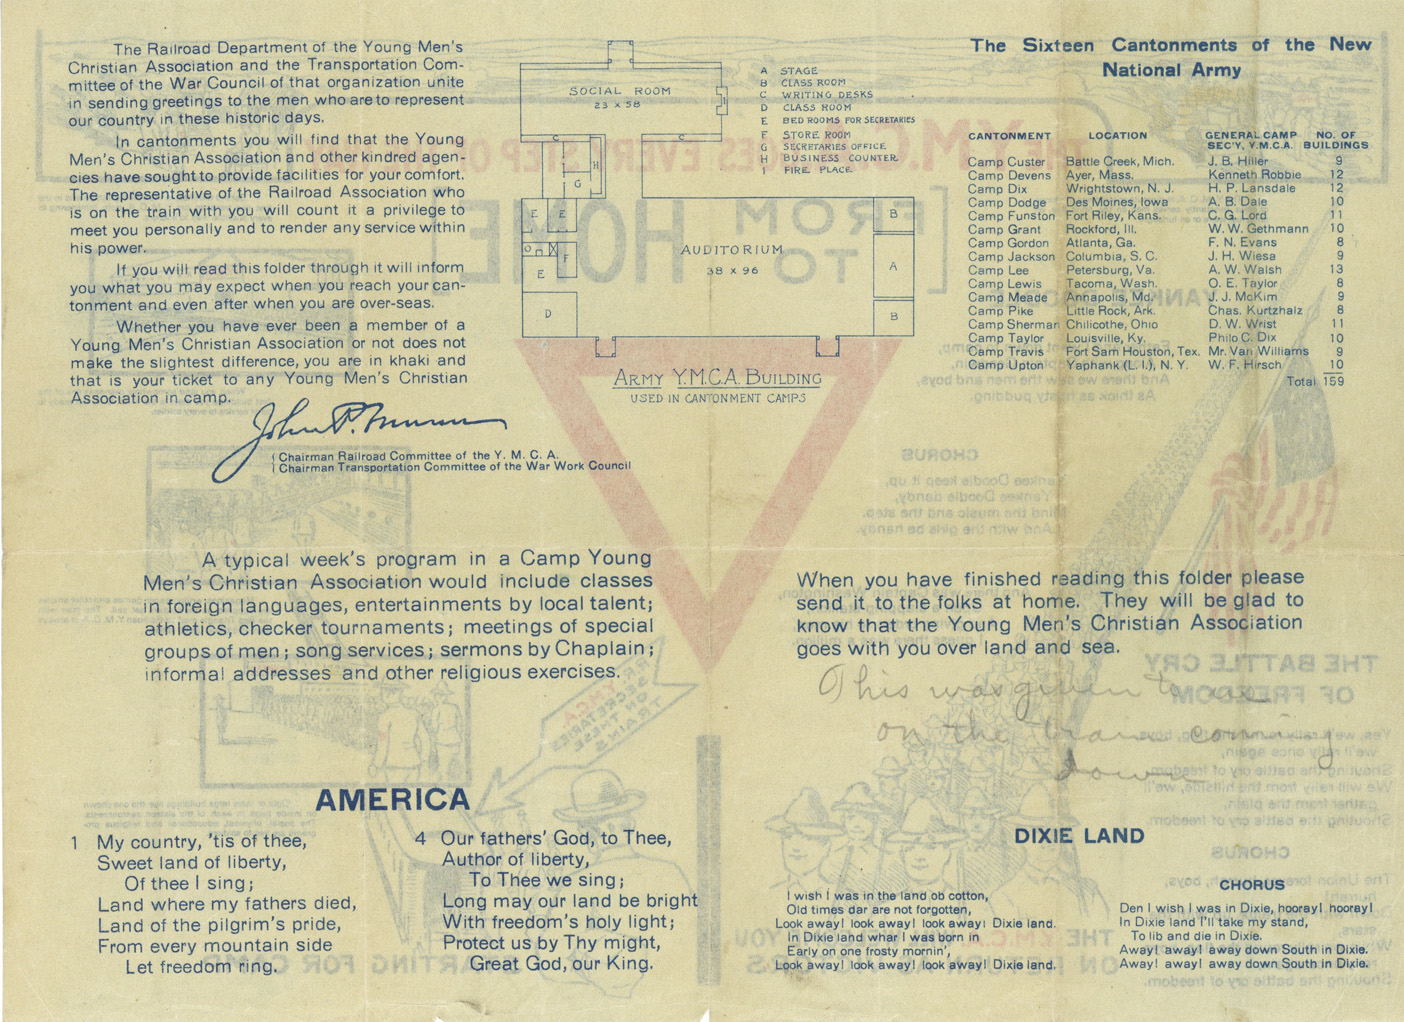 The Railroad Department of the Young Men's
Christian Association and the Transportation Com-
mittee of the War Council of that organization unite
in sending greetings to the men who are to represent
our country in these historic days.
In cantonments you will find that the Young
Men's Christian Association and other kindred agen-
cies have sought to provide facilities for your comfort.
The representative of the Railroad Association who
is on the train with you will count it a privilege to
meet you personally and to render any service within
his power.
If you will read this folder through it will inform
you what you may expect when you reach your can-
tonment and even after when you are over-seas.
Whether you have ever been a member of a
Young Men's Christian Association or not does not
make the slightest difference, you are in khaki and
that is your ticket to any Young Men's Christian
Association in camp.
John P. Munn
Chairman Railroad Committee of the Y. M. C. A.
Chairman Transportation Committee of the War Work Council
SOCIAL ROOM
23 X 58
C
C
H
G
E
E
F
E
D
AUDITORIUM
38 X 96
B
A
B
A STAGE
B CLASS ROOM
C WRITING DESKS
D CLASS ROOM
E BED ROOMS FOR SECRETARIES
F STORE ROOM
G SECRETARIES OFFICE
H BUSINESS COUNTER
I FIRE PLACE
ARMY Y.M.C.A. BUILDING
USED IN CANTONMENT CAMPS
The Sixteen Cantonments of the New
National Army
CANTONMENT LOCATION GENERAL CAMP SEC'Y, Y.M.C.A. NO. OF BUILDINGS
Camp Custer Battle Creek, Mich. J. B. Hiller 9
Camp Devens Ayer, Mass. Kenneth Robbie 12
Camp Dix Wrightstown, N. J. H. P. Lansdale 12
Camp Dodge Des Moines, Iowa A. B. Dale 10
Camp Funston Fort Riley, Kans. C. G. Lord 11
Camp Grant Rockford, Ill. W. W. Gethmann 10
Camp Gordon Atlanta, Ga. F. N. Evans 8
Camp Jackson Columbia, S. C. J. H. Wiesa 9
Camp Lee Petersburg, Va. A. W. Walsh 13
Camp Lewis Tacoma, Wash. O. E. Taylor 8
Camp Meade Annapolis, Md. J. J. McKim 9
Camp Pike Little Rock, Ark. Chas. Kurtzhalz 8
Camp Sherman Chilicothe, Ohio D. W. Wrist 11
Camp Taylor Louisville, Ky. Philo C. Dix 10
Camp Travis Fort Sam Houston, Tex. Mr. Van Williams 9
Camp Upton Yaphank (L. I.), N. Y. W. F. Hirsch 10
Total 159
A typical week's program in a Camp Young
Men's Christian Association would include classes
in foreign languages, entertainments by local talent;
athletics, checker tournaments; meetings of special
groups of men; song services; sermons by Chaplain;
informal addresses and other religious exercises.
When you have finished reading this folder please
send it to the folks at home. They will be glad to
know that the Young Men's Christian Association
goes with you over land and sea.
This was given to me
on the train coming
down
AMERICA
1 My country, 'tis of thee,
Sweet land of liberty,
Of thee I sing;
Land where my fathers died,
Land of the pilgrim's pride,
From every mountain side
Let freedom ring.
4 Our fathers' God, to Thee,
Author of liberty,
To Thee we sing;
Long may our land be bright
With freedom's holy light;
Protect us by Thy might,
Great God, our King.
DIXIE LAND
I wish I was in the land ob cotton,
Old times dar are not forgotten,
Look away! look away! look away! Dixie land.
In Dixie land whar I was born in
Early on one frosty mornin',
Look away! look away! look away! Dixie land.
CHORUS
Den I wish I was in Dixie, hooray! hooray!
In Dixie land I'll take my stand,
To lib and die in Dixie.
Away! away! away down South in Dixie.
Away! away! away down South in Dixie.